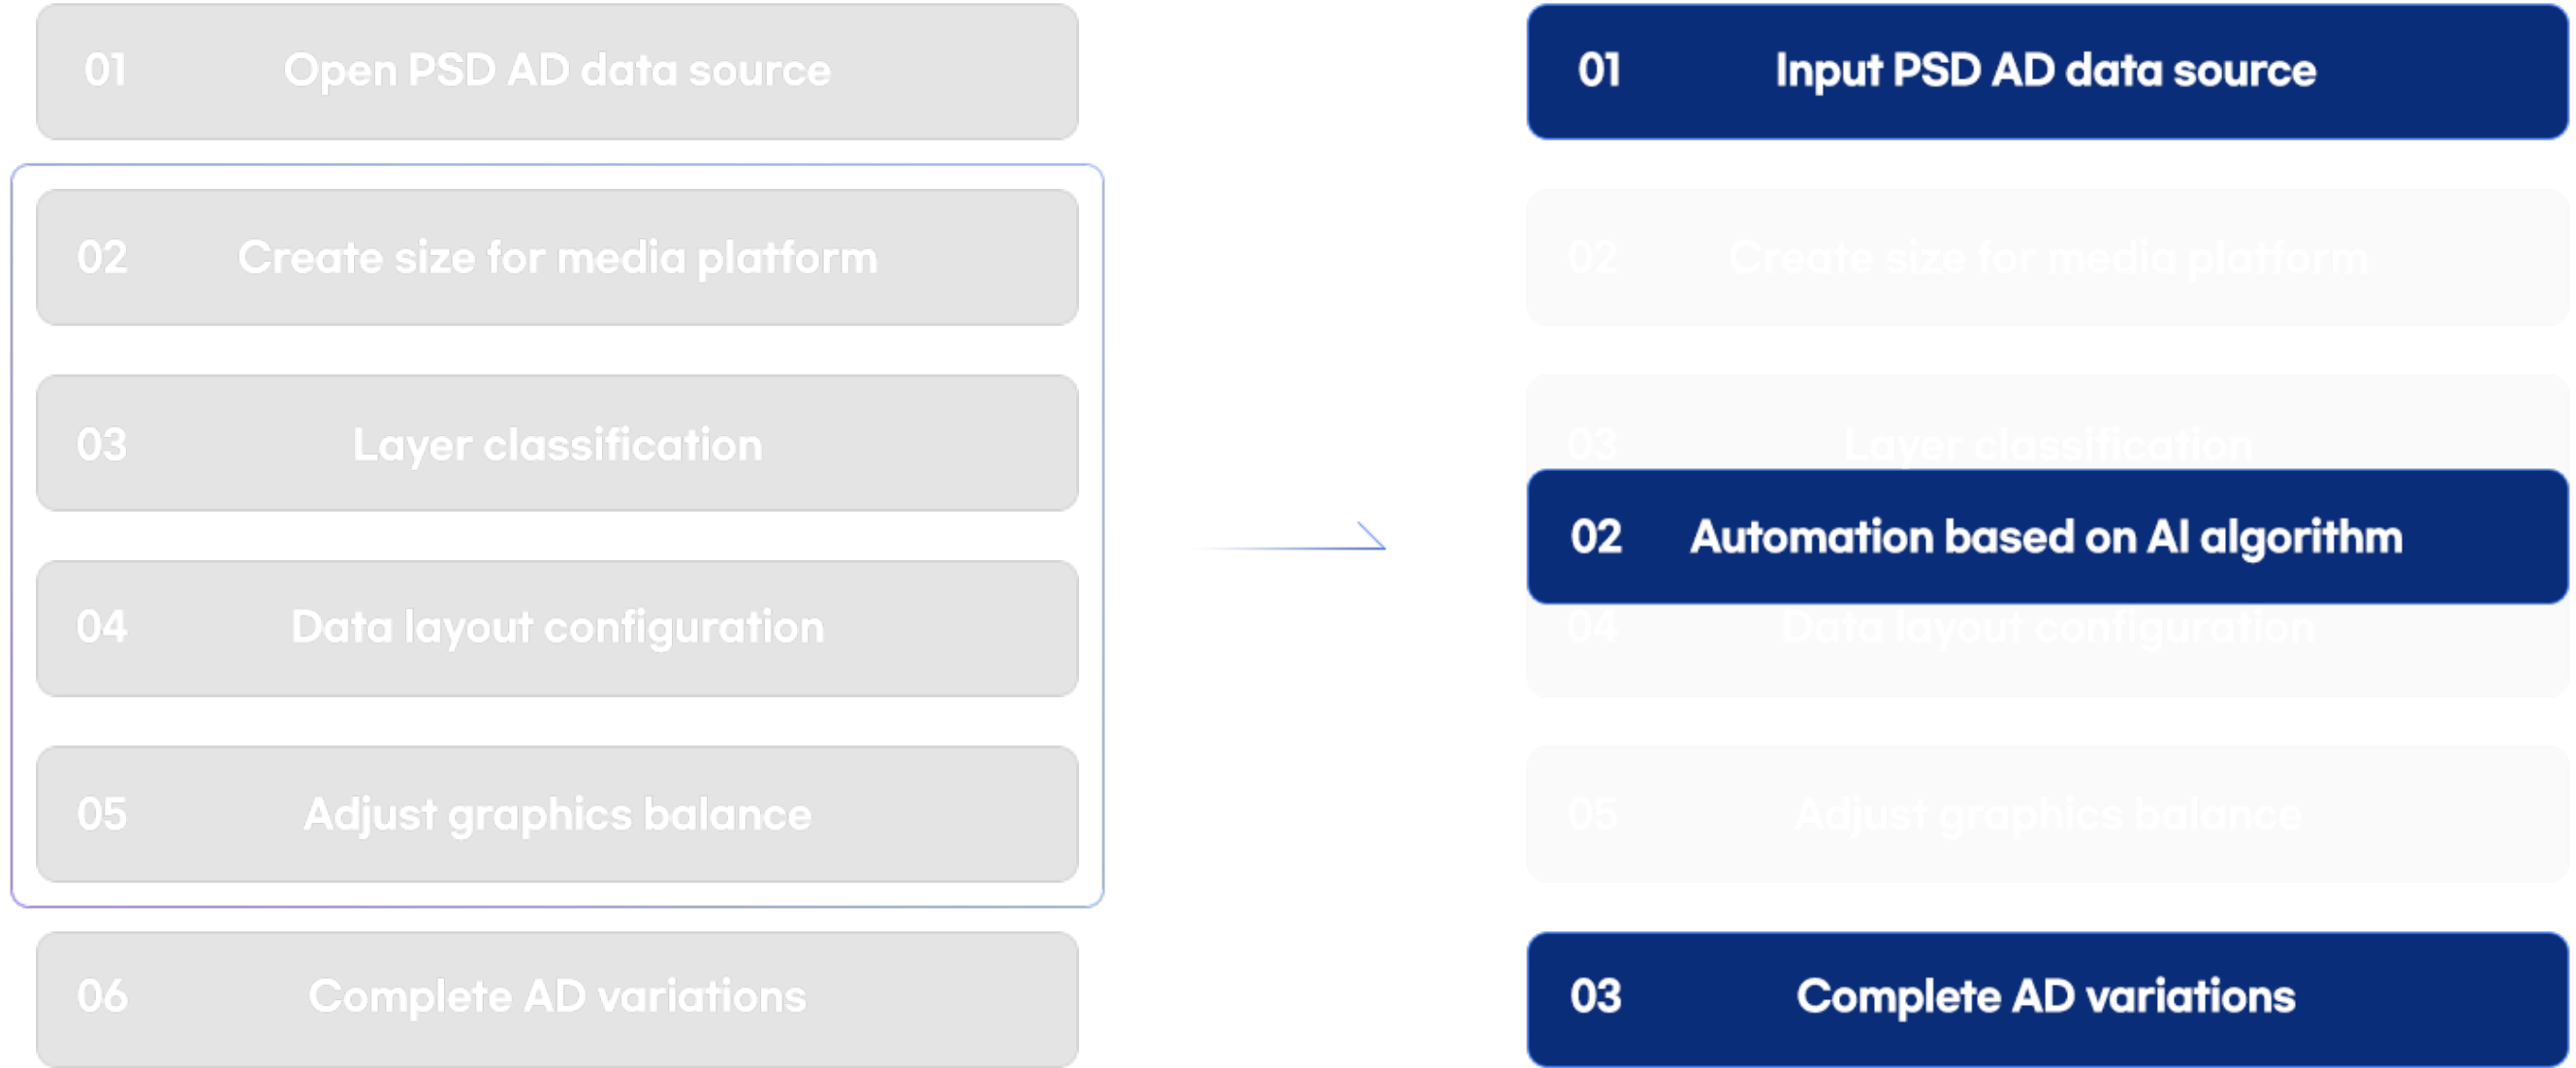 01 Open PSD AD data source
02 Create size for media platform
03 Layer classification
04 Data layout configuration
05 Adjust graphics balance
06 Complete AD variations
01 Input PSD AD data source
02 Create size for media platform
03 Layer classification
02 Automation based on AI algorithm
04 Data layout configuration
05 Adjust graphics balance
03 Complete AD variations